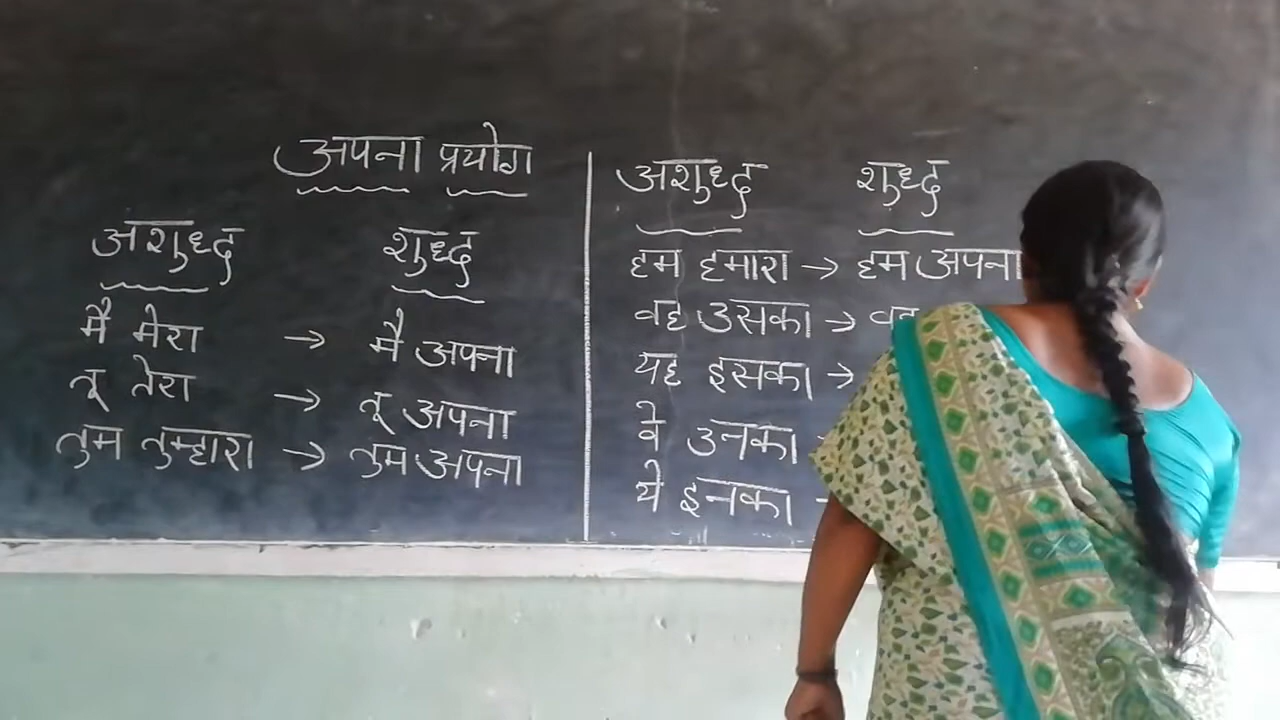 अपना प्रयोग
अशुध्द शुध्द
मै मेरा → मै अपना
तू तेरा → तू अपना
तुम तुम्हारा → तुम अपना
अशुध्द शुध्द
हम हमारा → हम अपना
वह उसका →
यह इसका →
वे उनका
ये इनका